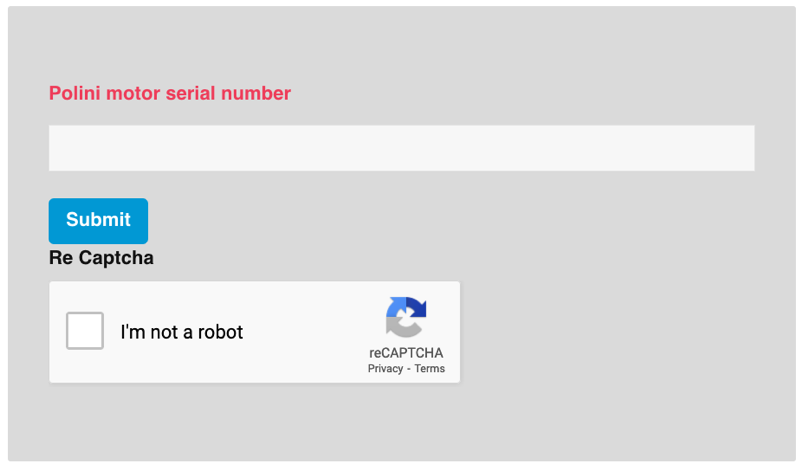 Polini motor serial number
Submit
Re Captcha
I'm not a robot
reCAPTCHA
Privacy - Terms